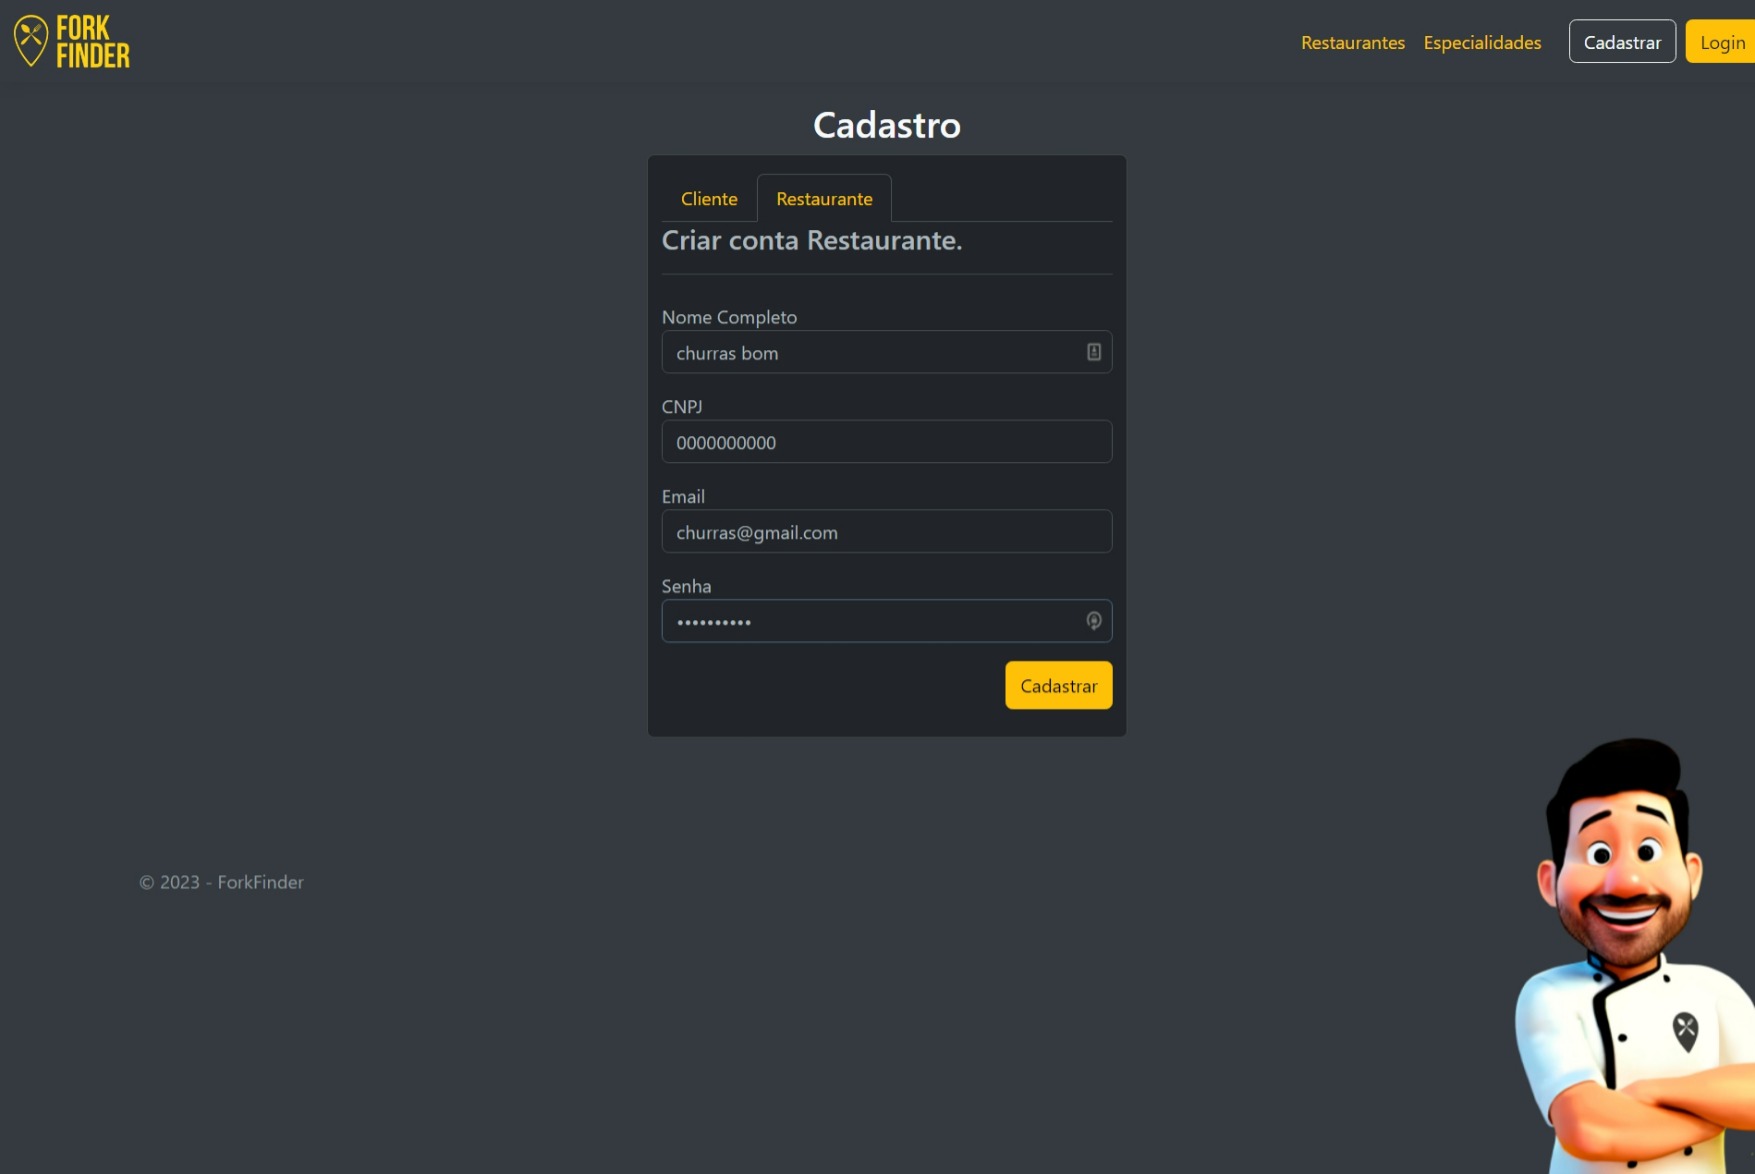 FORK
FINDER
Restaurantes Especialidades Cadastrar Login
Cadastro
Cliente Restaurante
Criar conta Restaurante.
Nome Completo
churras bom
CNPJ
0000000000
Email
churras@gmail.com
Senha
••••••••••
Cadastrar
© 2023 - ForkFinder